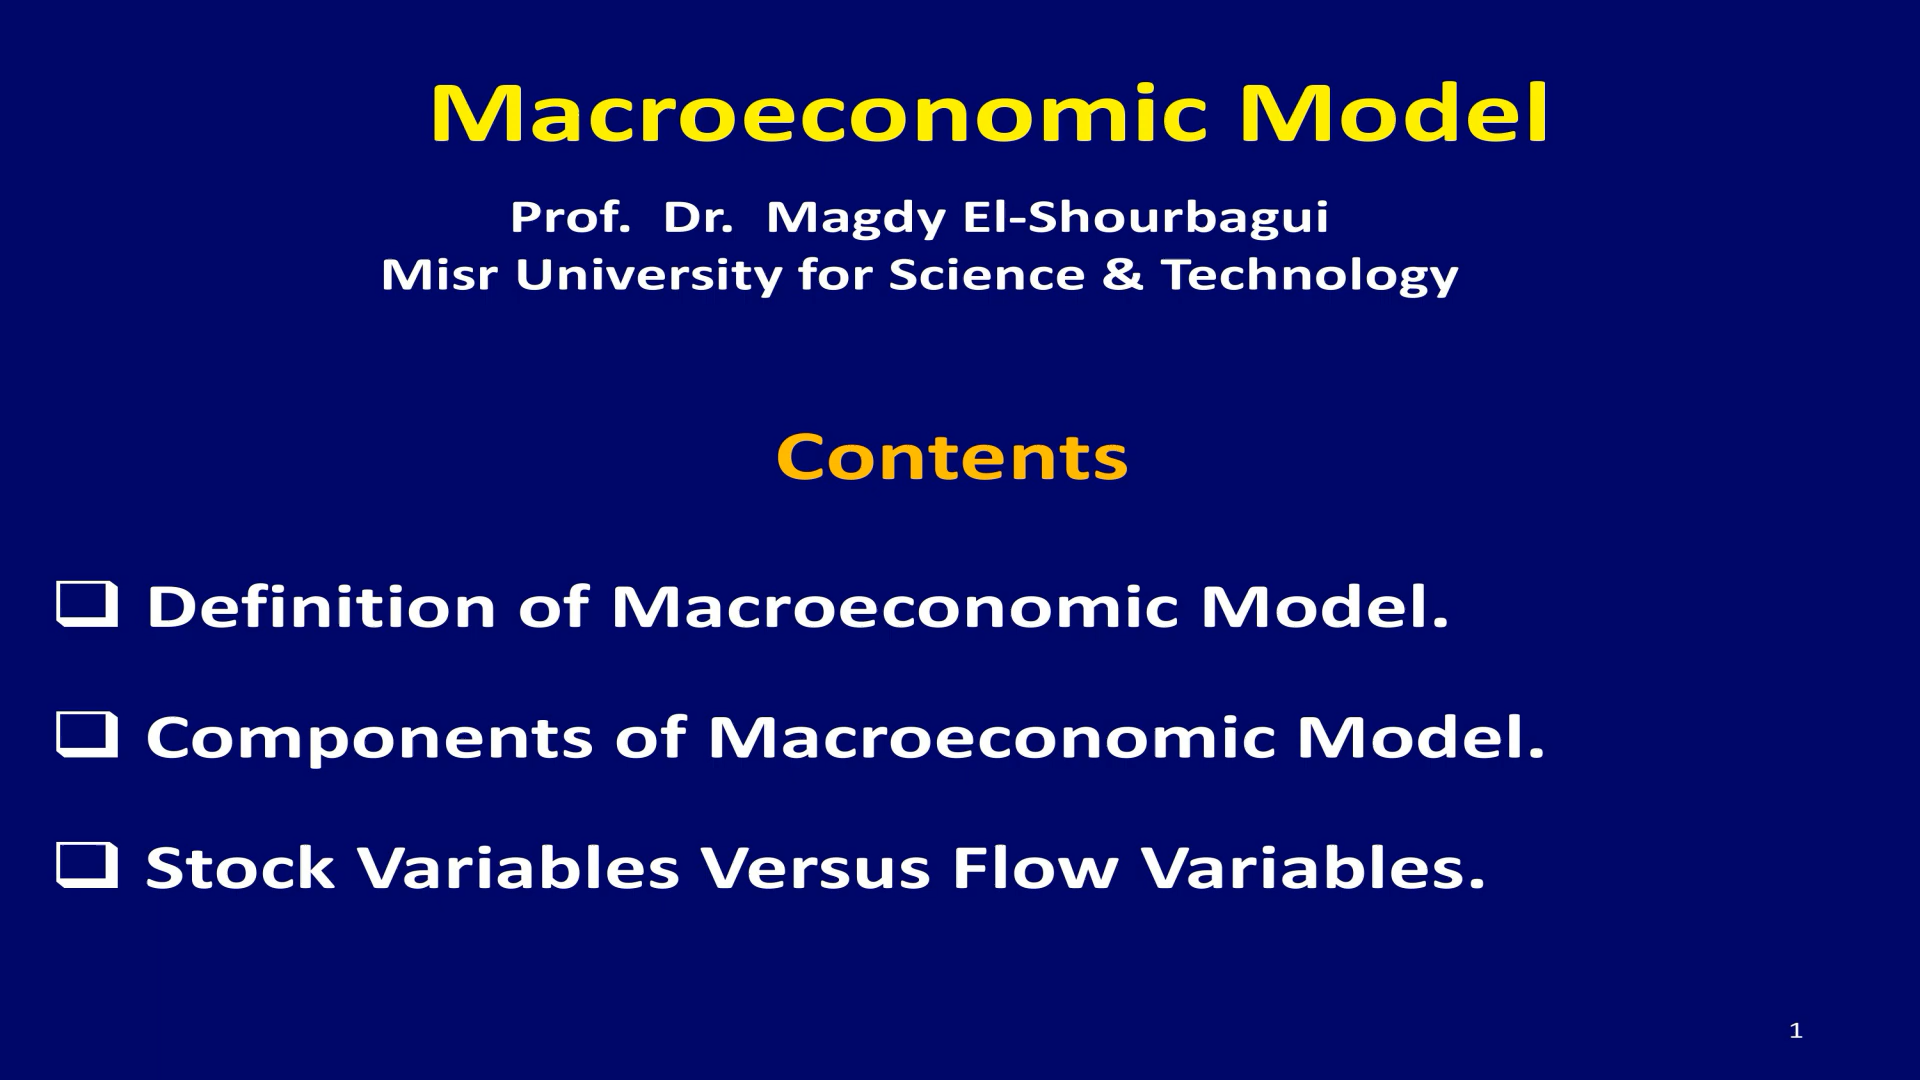 Macroeconomic Model
Prof. Dr. Magdy El-Shourbagui
Misr University for Science & Technology
Contents
❑ Definition of Macroeconomic Model.
❑ Components of Macroeconomic Model.
❑ Stock Variables Versus Flow Variables.
1